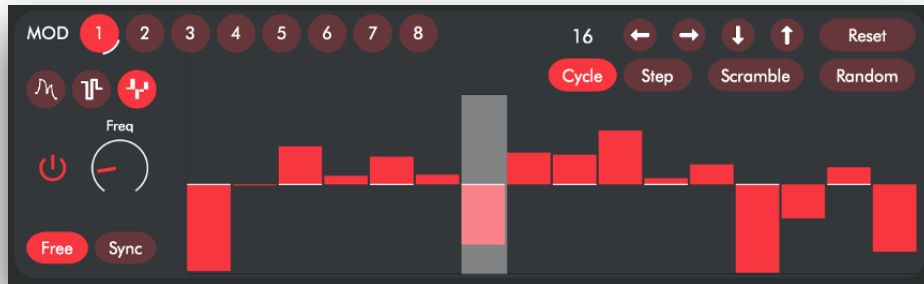 MOD 1 2 3 4 5 6 7 8 16 Reset
Cycle Step Scramble Random
Freq
Free Sync